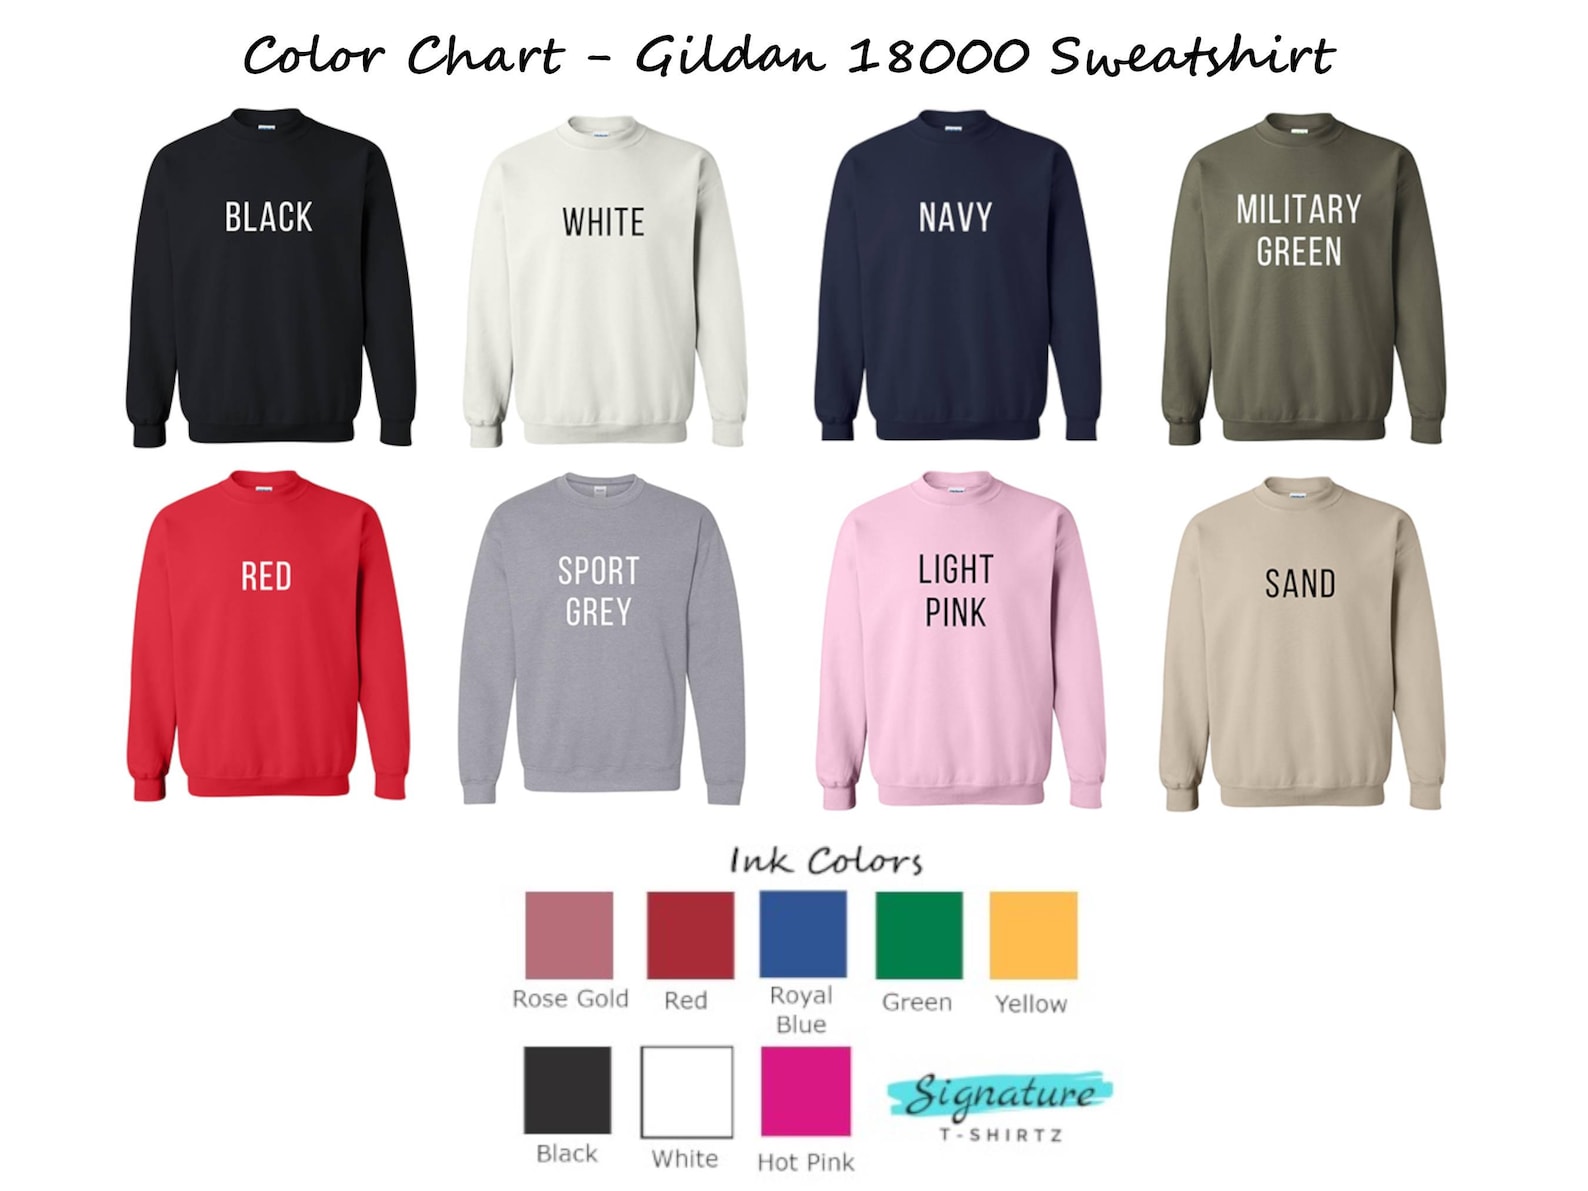 Color Chart - Gildan 18000 Sweatshirt
BLACK
WHITE
NAVY
MILITARY
GREEN
RED
SPORT
GREY
LIGHT
PINK
SAND
Ink Colors
Rose Gold
Red
Royal
Blue
Green
Yellow
Black
White
Hot Pink
Signature
T-SHIRTZ